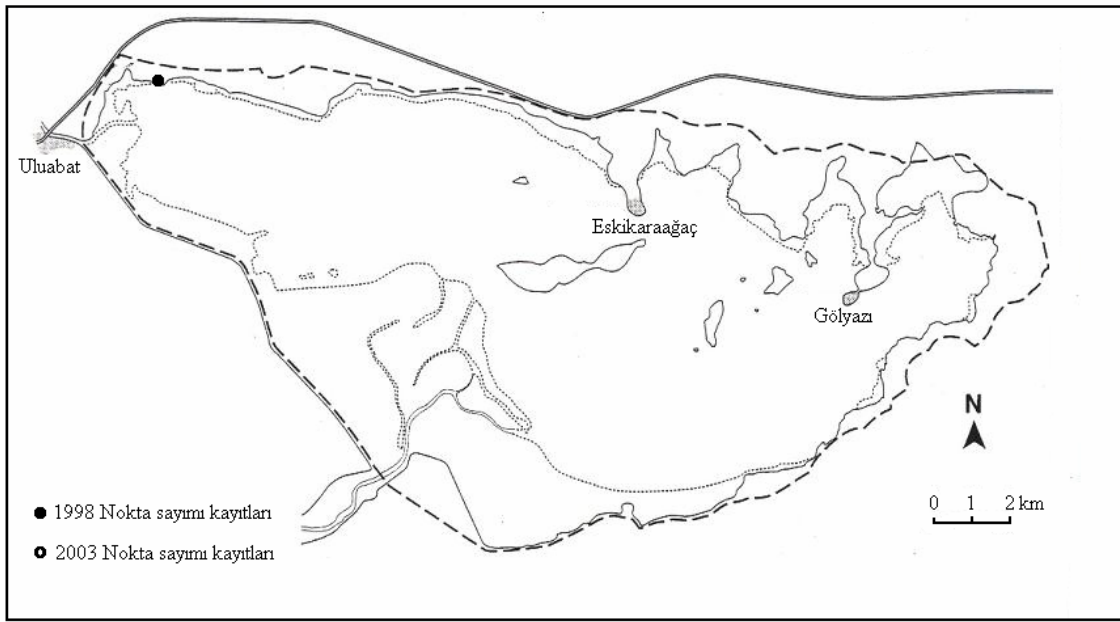 Uluabat
Eskikaraağaç
Gölyazı
N
0 1 2 km
1998 Nokta sayımı kayıtları
2003 Nokta sayımı kayıtları